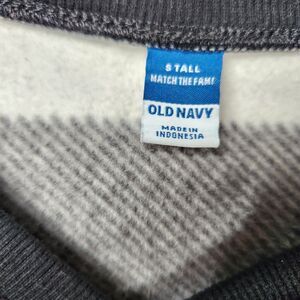 S TALL
MATCH THE FAM!
OLD NAVY
MADE IN
INDONESIA